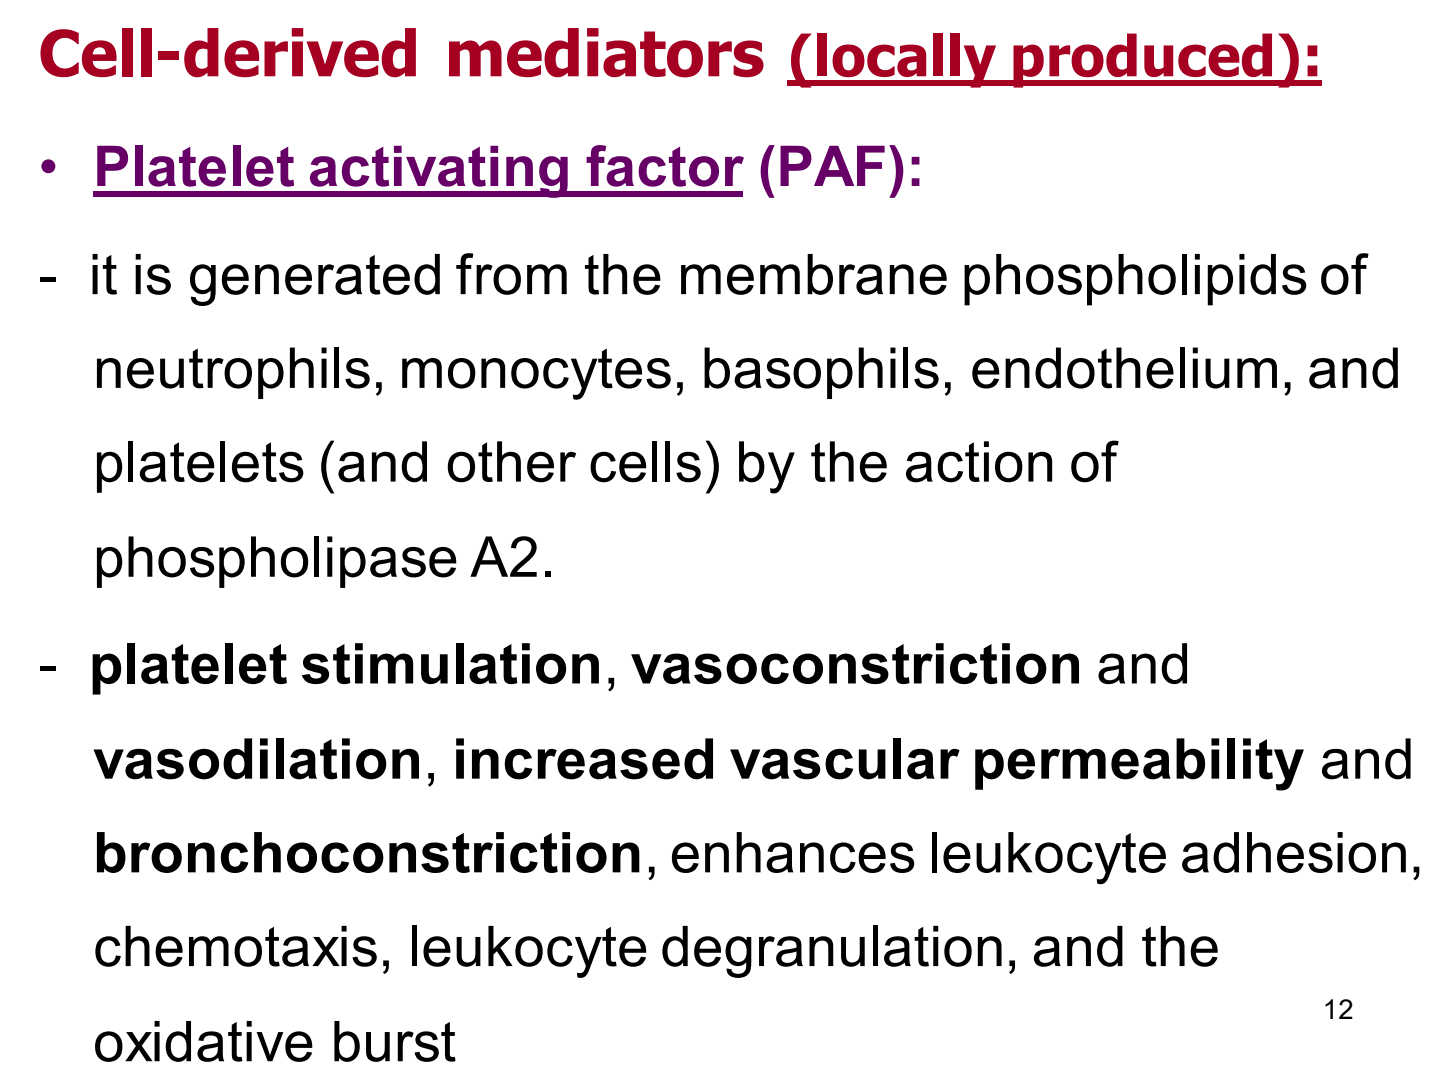 Cell-derived mediators (locally produced):
• Platelet activating factor (PAF):
- it is generated from the membrane phospholipids of
neutrophils, monocytes, basophils, endothelium, and
platelets (and other cells) by the action of
phospholipase A2.
- platelet stimulation, vasoconstriction and
vasodilation, increased vascular permeability and
bronchoconstriction, enhances leukocyte adhesion,
chemotaxis, leukocyte degranulation, and the
oxidative burst
12